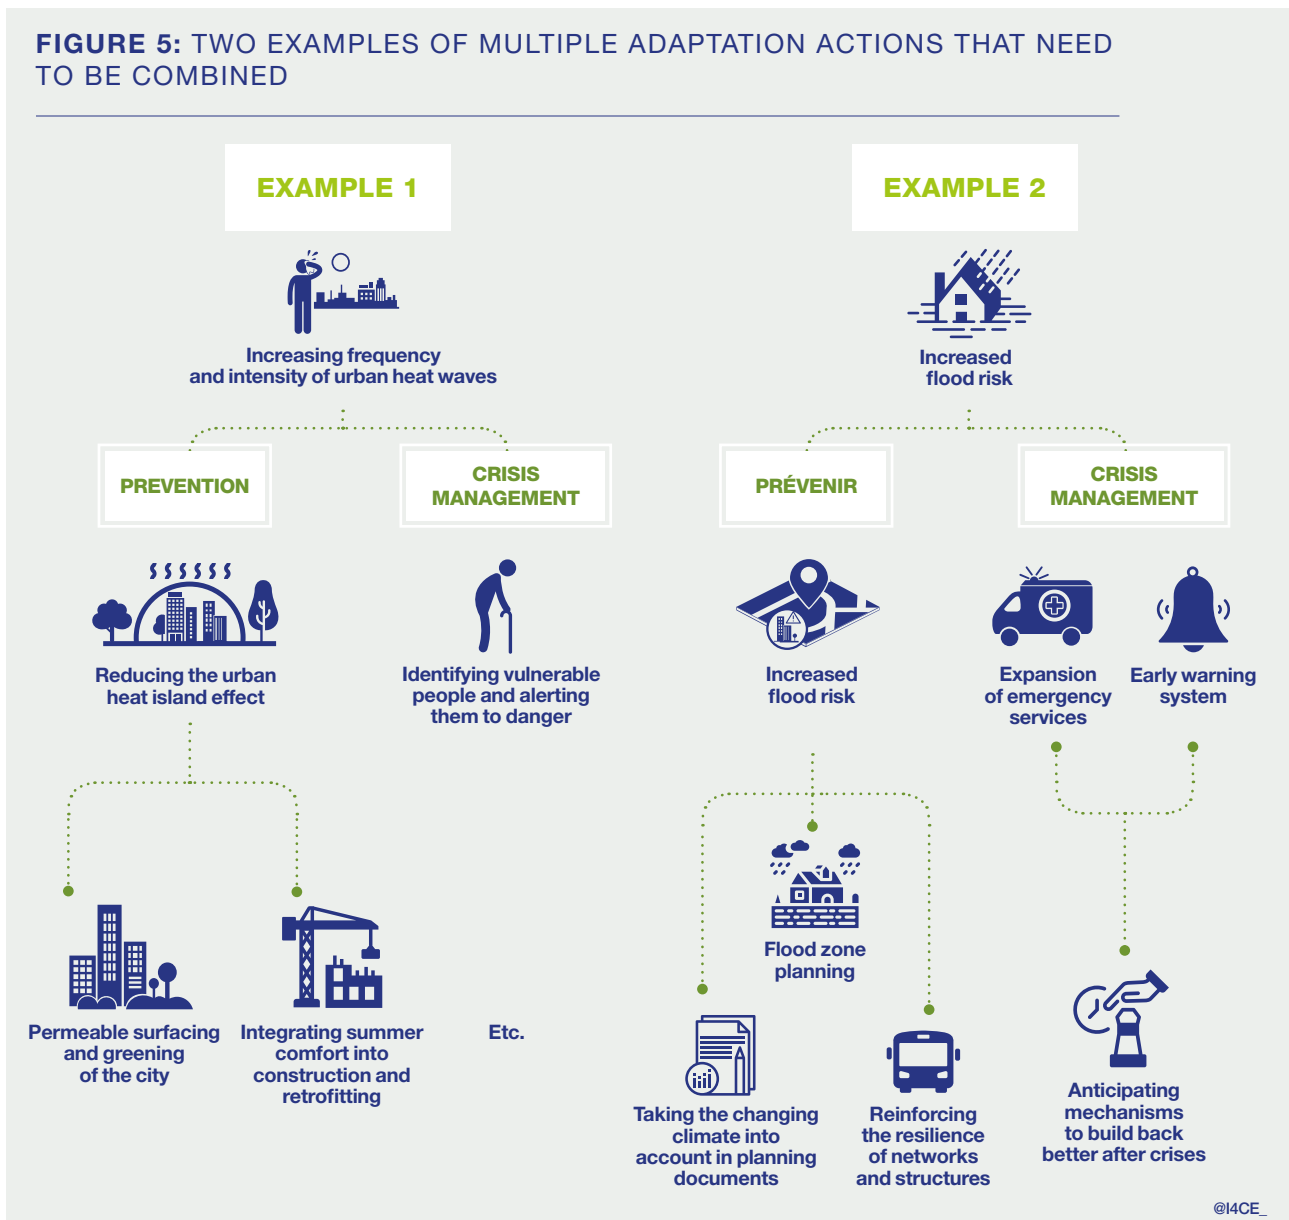 FIGURE 5: TWO EXAMPLES OF MULTIPLE ADAPTATION ACTIONS THAT NEED
TO BE COMBINED
EXAMPLE 1
Increasing frequency
and intensity of urban heat waves
PREVENTION
CRISIS
MANAGEMENT
Reducing the urban
heat island effect
Identifying vulnerable
people and alerting
them to danger
Permeable surfacing
and greening
of the city
Integrating summer
comfort into
construction and
retrofitting
Etc.
EXAMPLE 2
Increased
flood risk
PRÉVENIR
CRISIS
MANAGEMENT
Increased
flood risk
Expansion
of emergency
services
Early warning
system
Flood zone
planning
Taking the changing
climate into
account in planning
documents
Reinforcing
the resilience
of networks
and structures
Anticipating
mechanisms
to build back
better after crises
@I4CE_